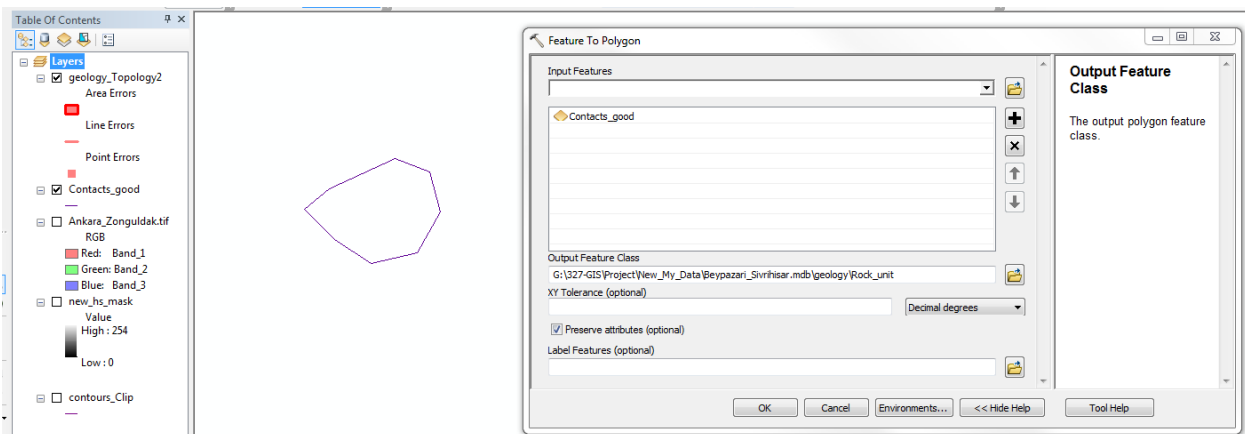 Table Of Contents
Layers
geology_Topology2
Area Errors
Line Errors
Point Errors
Contacts_good
Ankara_Zonguldak.tif
RGB
Red: Band_1
Green: Band_2
Blue: Band_3
new_hs_mask
Value
High : 254
Low : 0
contours_Clip
Feature To Polygon
Input Features
Contacts_good
Output Feature Class
G:\327-GIS\Project\New_My_Data\Beypazari_Sivrihisar.mdb\geology\Rock_unit
XY Tolerance (optional)
Decimal degrees
Preserve attributes (optional)
Label Features (optional)
OK
Cancel
Environments...
<< Hide Help
Tool Help
Output Feature
Class
The output polygon feature
class.